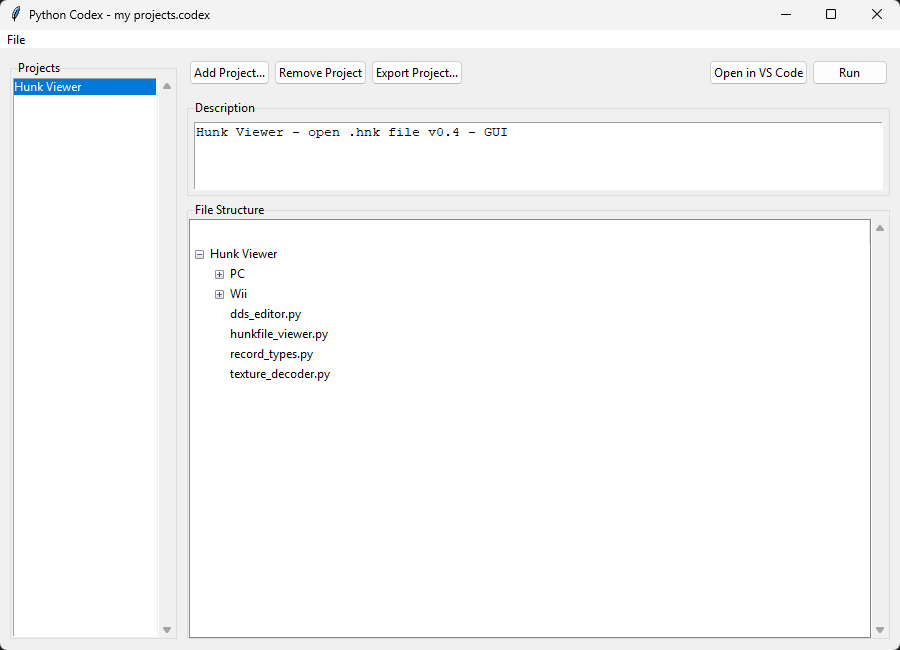 Python Codex - my projects.codex
File
Projects
Hunk Viewer
Add Project...
Remove Project
Export Project...
Open in VS Code
Run
Description
Hunk Viewer - open .hnk file v0.4 - GUI
File Structure
Hunk Viewer
PC
Wii
dds_editor.py
hunkfile_viewer.py
record_types.py
texture_decoder.py